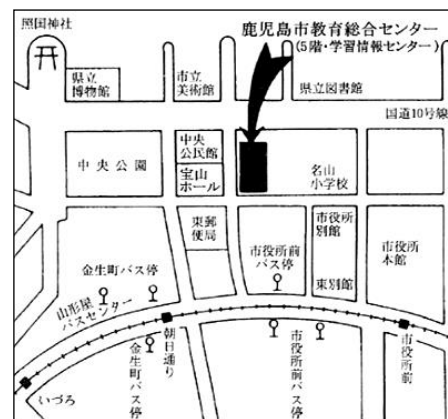 照国神社
鹿児島市教育総合センター
(5階・学習情報センター)
県立
博物館
市立
美術館
県立図書館
国道10号線
中央公園
中央
公民館
宝山
ホール
名山
小学校
東郵
便局
市役所前
バス停
市役所
別館
東別館
市役所
本館
金生町バス停
山形屋
バスセンター
朝日通り
金生町バス停
市役所前バス停
市役所前
いづろ